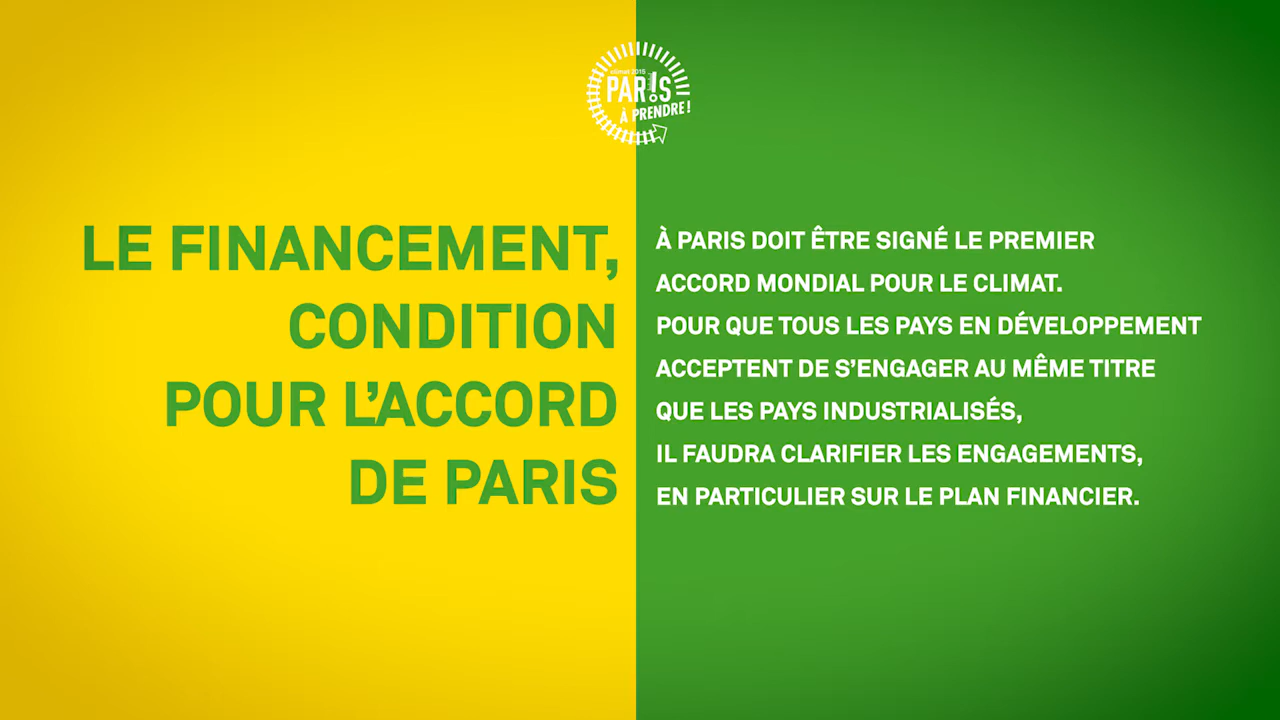 climat 2015
PAR!S
À PRENDRE !
LE FINANCEMENT,
CONDITION
POUR L’ACCORD
DE PARIS
À PARIS DOIT ÊTRE SIGNÉ LE PREMIER
ACCORD MONDIAL POUR LE CLIMAT.
POUR QUE TOUS LES PAYS EN DÉVELOPPEMENT
ACCEPTENT DE S’ENGAGER AU MÊME TITRE
QUE LES PAYS INDUSTRIALISÉS,
IL FAUDRA CLARIFIER LES ENGAGEMENTS,
EN PARTICULIER SUR LE PLAN FINANCIER.